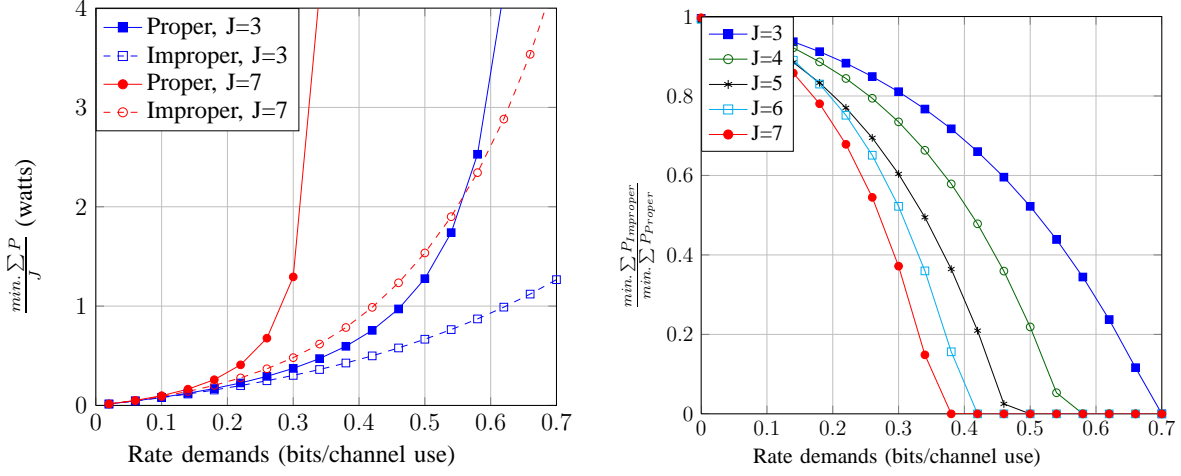 4
3
2
1
0
0
0.1
0.2
0.3
0.4
0.5
0.6
0.7
Rate demands (bits/channel use)
min. ∑ P
J
(watts)
Proper, J=3
Improper, J=3
Proper, J=7
Improper, J=7
1
0.8
0.6
0.4
0.2
0
0
0.1
0.2
0.3
0.4
0.5
0.6
0.7
Rate demands (bits/channel use)
min. ∑ P_Improper
min. ∑ P_Proper
J=3
J=4
J=5
J=6
J=7